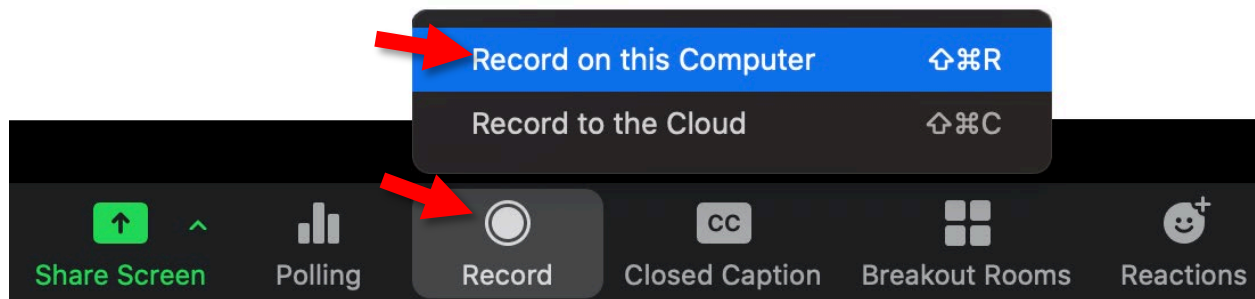 Record on this Computer ⇧⌘R
Record to the Cloud ⇧⌘C
CC
Share Screen Polling Record Closed Caption Breakout Rooms Reactions